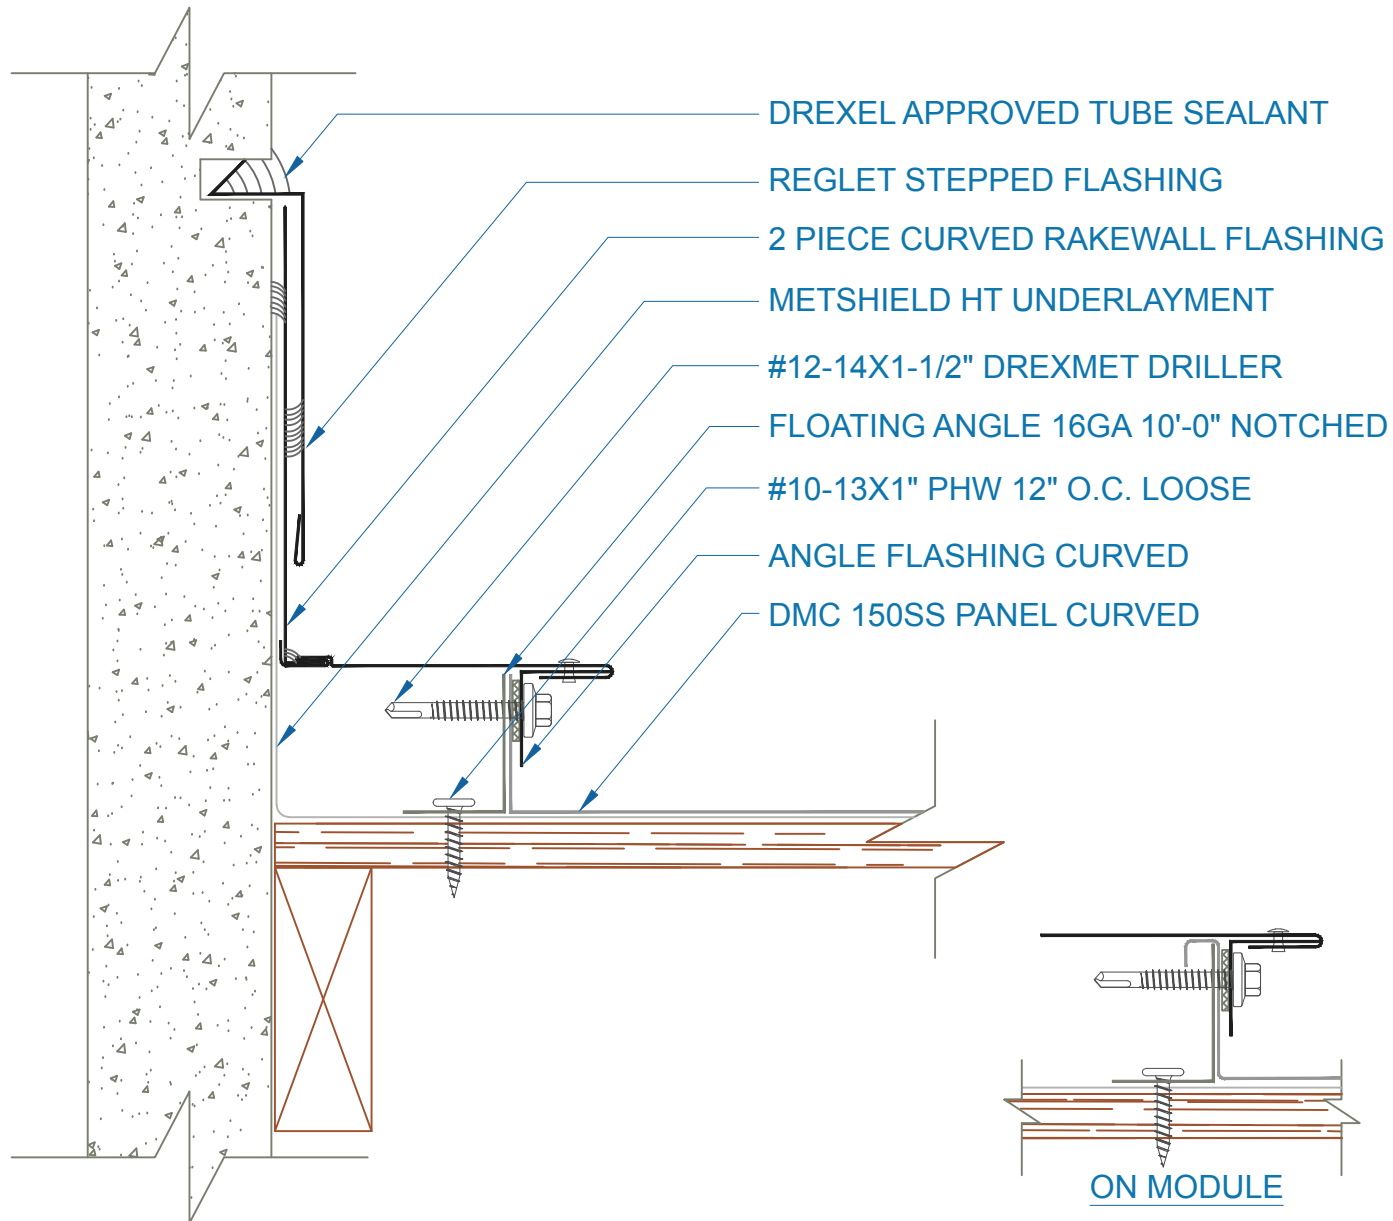 DREXEL APPROVED TUBE SEALANT
REGLET STEPPED FLASHING
2 PIECE CURVED RAKEWALL FLASHING
METSHIELD HT UNDERLAYMENT
#12-14X1-1/2" DREXMET DRILLER
FLOATING ANGLE 16GA 10'-0" NOTCHED
#10-13X1" PHW 12" O.C. LOOSE
ANGLE FLASHING CURVED
DMC 150SS PANEL CURVED
ON MODULE